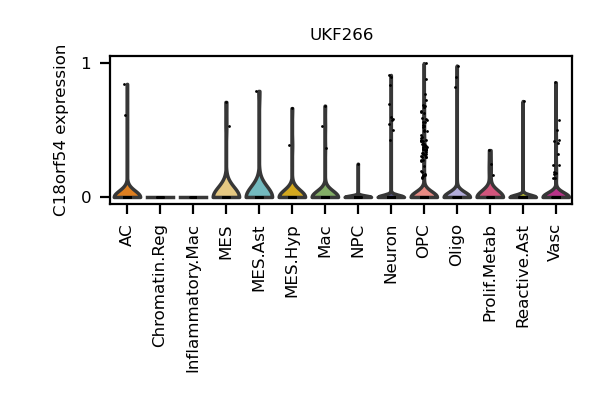 UKF266
C18orf54 expression
1
0
AC
Chromatin.Reg
Inflammatory.Mac
MES
MES.Ast
MES.Hyp
Mac
NPC
Neuron
OPC
Oligo
Prolif.Metab
Reactive.Ast
Vasc